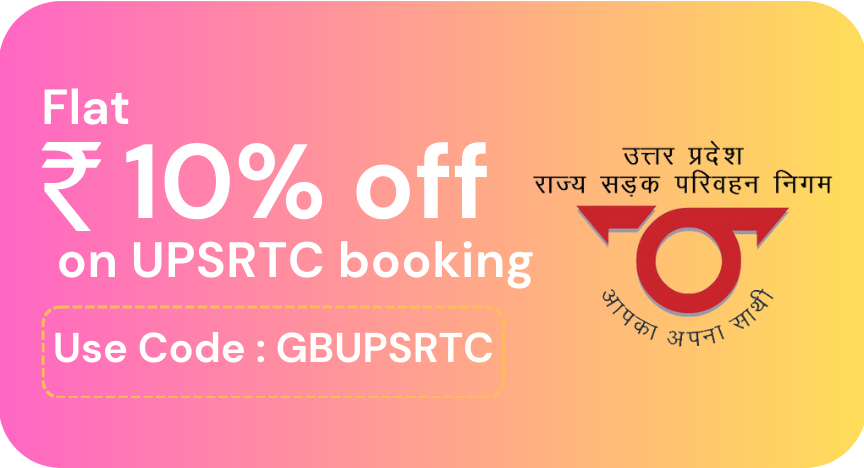 Flat
₹ 10% off
on UPSRTC booking
Use Code : GBUPSRTC
उत्तर प्रदेश
राज्य सड़क परिवहन निगम
आपका अपना साथी